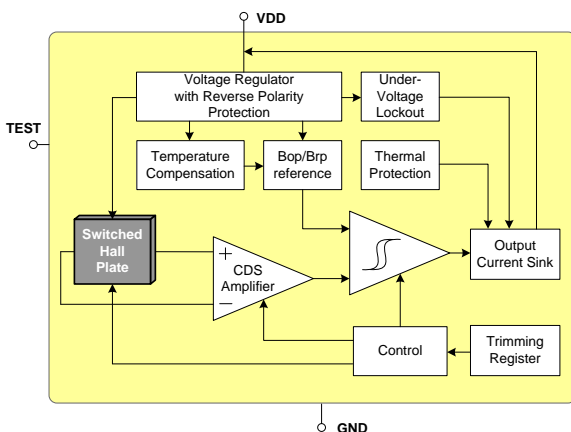 VDD
Voltage Regulator
with Reverse Polarity
Protection
Under-
Voltage
Lockout
TEST
Temperature
Compensation
Bop/Brp
reference
Thermal
Protection
Switched
Hall
Plate
+
CDS
Amplifier
−
Output
Current Sink
Control
Trimming
Register
GND